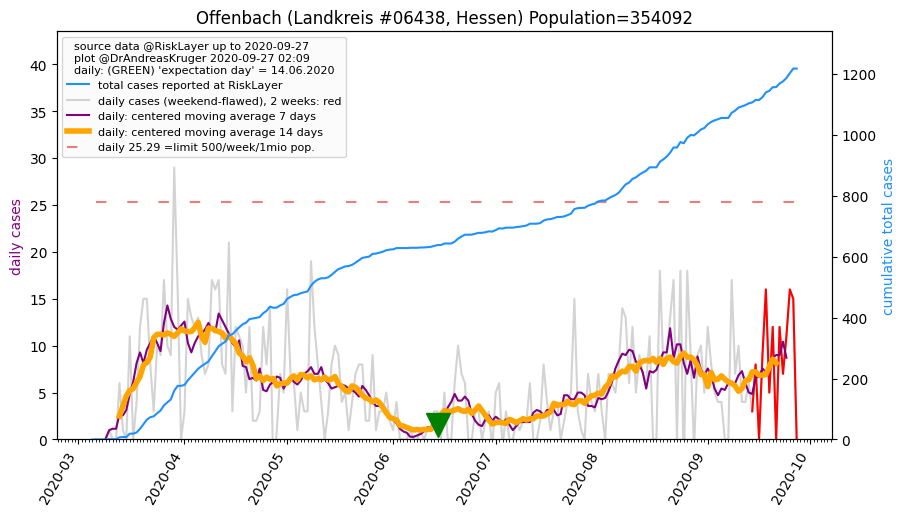 Offenbach (Landkreis #06438, Hessen) Population=354092
source data @RiskLayer up to 2020-09-27
plot @DrAndreasKruger 2020-09-27 02:09
daily: (GREEN) 'expectation day' = 14.06.2020
total cases reported at RiskLayer
daily cases (weekend-flawed), 2 weeks: red
daily: centered moving average 7 days
daily: centered moving average 14 days
daily 25.29 =limit 500/week/1mio pop.
daily cases
40
35
30
25
20
15
10
5
0
cumulative total cases
1200
1000
800
600
400
200
0
2020-03
2020-04
2020-05
2020-06
2020-07
2020-08
2020-09
2020-10